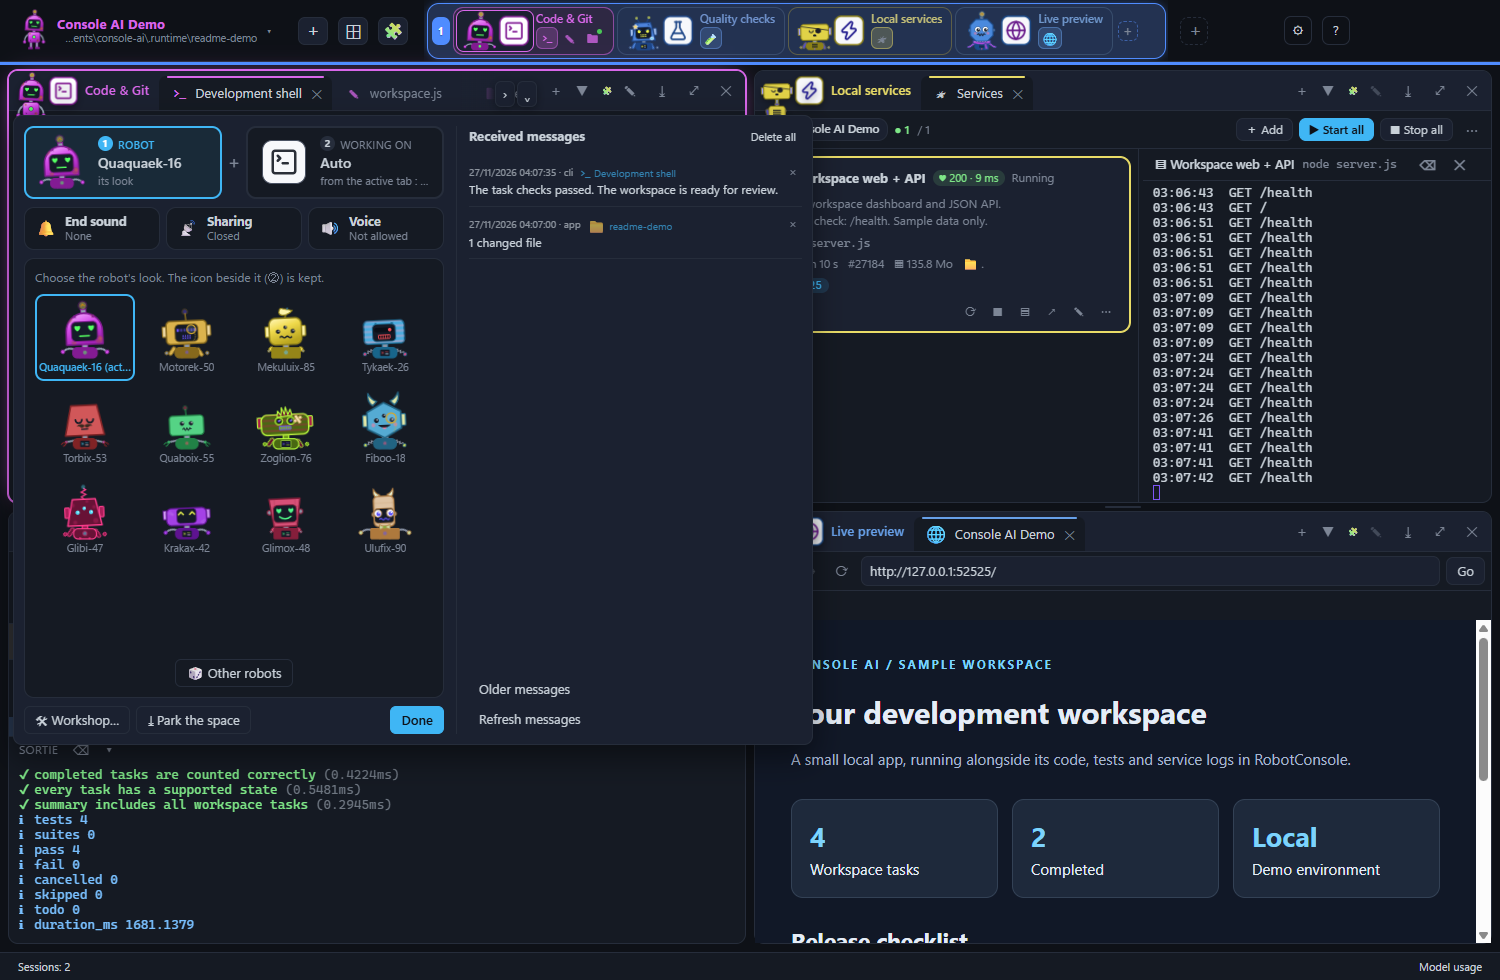 Console AI Demo
...ents\console-ai\.runtime\readme-demo
1
Code & Git
Quality checks
Local services
Live preview
?
Code & Git
>_ Development shell
workspace.js
Local services
Services
1 ROBOT
Quaquaek-16
its look
+
2 WORKING ON
Auto
from the active tab : ...
End sound
None
Sharing
Closed
Voice
Not allowed
Choose the robot's look. The icon beside it (②) is kept.
Quaquaek-16 (act...
Motorek-50
Mekuluix-85
Tykaek-26
Torbix-53
Quaboix-55
Zoglion-76
Fiboo-18
Glibi-47
Krakax-42
Glimox-48
Ulufix-90
Other robots
Workshop...
Park the space
Done
Received messages
Delete all
27/11/2026 04:07:35 · cli >_ Development shell
The task checks passed. The workspace is ready for review.
27/11/2026 04:07:00 · app readme-demo
1 changed file
Older messages
Refresh messages
ole AI Demo
1 / 1
+ Add
Start all
Stop all
rkspace web + API
200 · 9 ms
Running
orkspace dashboard and JSON API.
check: /health. Sample data only.
server.js
10 s #27184 135.8 Mo .
25
Workspace web + API node server.js
03:06:43 GET /health
03:06:43 GET /
03:06:51 GET /health
03:06:51 GET /health
03:06:51 GET /health
03:06:51 GET /health
03:06:51 GET /health
03:07:09 GET /health
03:07:09 GET /health
03:07:09 GET /health
03:07:09 GET /health
03:07:24 GET /health
03:07:24 GET /health
03:07:24 GET /health
03:07:24 GET /health
03:07:26 GET /health
03:07:41 GET /health
03:07:41 GET /health
03:07:41 GET /health
03:07:42 GET /health
Live preview
Console AI Demo
http://127.0.0.1:52525/
Go
NSOLE AI / SAMPLE WORKSPACE
our development workspace
A small local app, running alongside its code, tests and service logs in RobotConsole.
4
Workspace tasks
2
Completed
Local
Demo environment
Release checklist
SORTIE
✓ completed tasks are counted correctly (0.4224ms)
✓ every task has a supported state (0.5481ms)
✓ summary includes all workspace tasks (0.2945ms)
ℹ tests 4
ℹ suites 0
ℹ pass 4
ℹ fail 0
ℹ cancelled 0
ℹ skipped 0
ℹ todo 0
ℹ duration_ms 1681.1379
Sessions: 2
Model usage